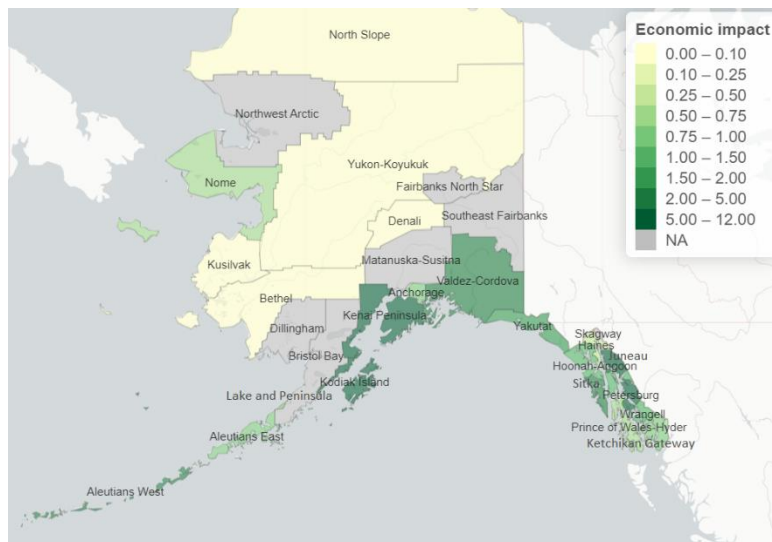 North Slope
Economic impact
0.00 – 0.10
0.10 – 0.25
0.25 – 0.50
0.50 – 0.75
0.75 – 1.00
1.00 – 1.50
1.50 – 2.00
2.00 – 5.00
5.00 – 12.00
NA
Northwest Arctic
Yukon-Koyukuk
Nome
Fairbanks North Star
Denali
Southeast Fairbanks
Kusilvak
Matanuska-Susitna
Valdez-Cordova
Bethel
Anchorage
Kenai Peninsula
Dillingham
Yakutat
Skagway
Haines
Juneau
Bristol Bay
Hoonah-Angoon
Kodiak Island
Sitka
Lake and Peninsula
Petersburg
Wrangell
Prince of Wales-Hyder
Aleutians East
Ketchikan Gateway
Aleutians West